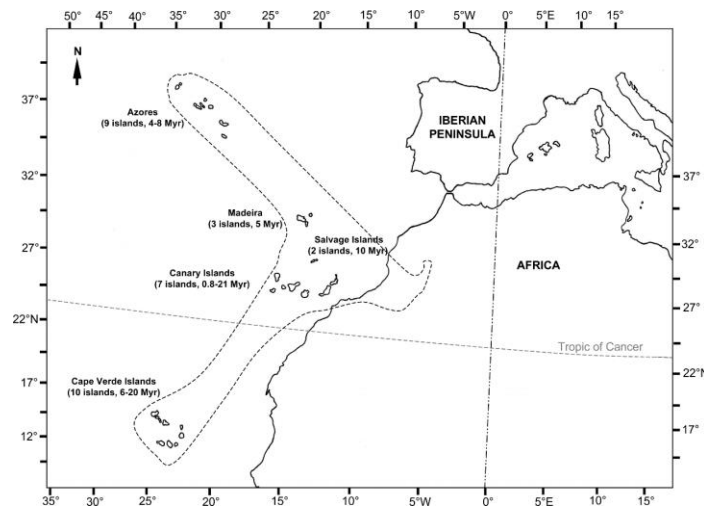 50° 45° 40° 35° 30° 25° 20° 15° 10° 5°W 0° 5°E 10° 15°
N
37°
Azores
(9 islands, 4-8 Myr)
IBERIAN
PENINSULA
32°
37°
Madeira
(3 islands, 5 Myr)
Salvage Islands
(2 islands, 10 Myr)
27°
32°
AFRICA
Canary Islands
(7 islands, 0.8-21 Myr)
27°
22°N
Tropic of Cancer
22°N
Cape Verde Islands
(10 islands, 6-20 Myr)
17°
12°
17°
35° 30° 25° 20° 15° 10° 5°W 0° 5°E 10° 15°